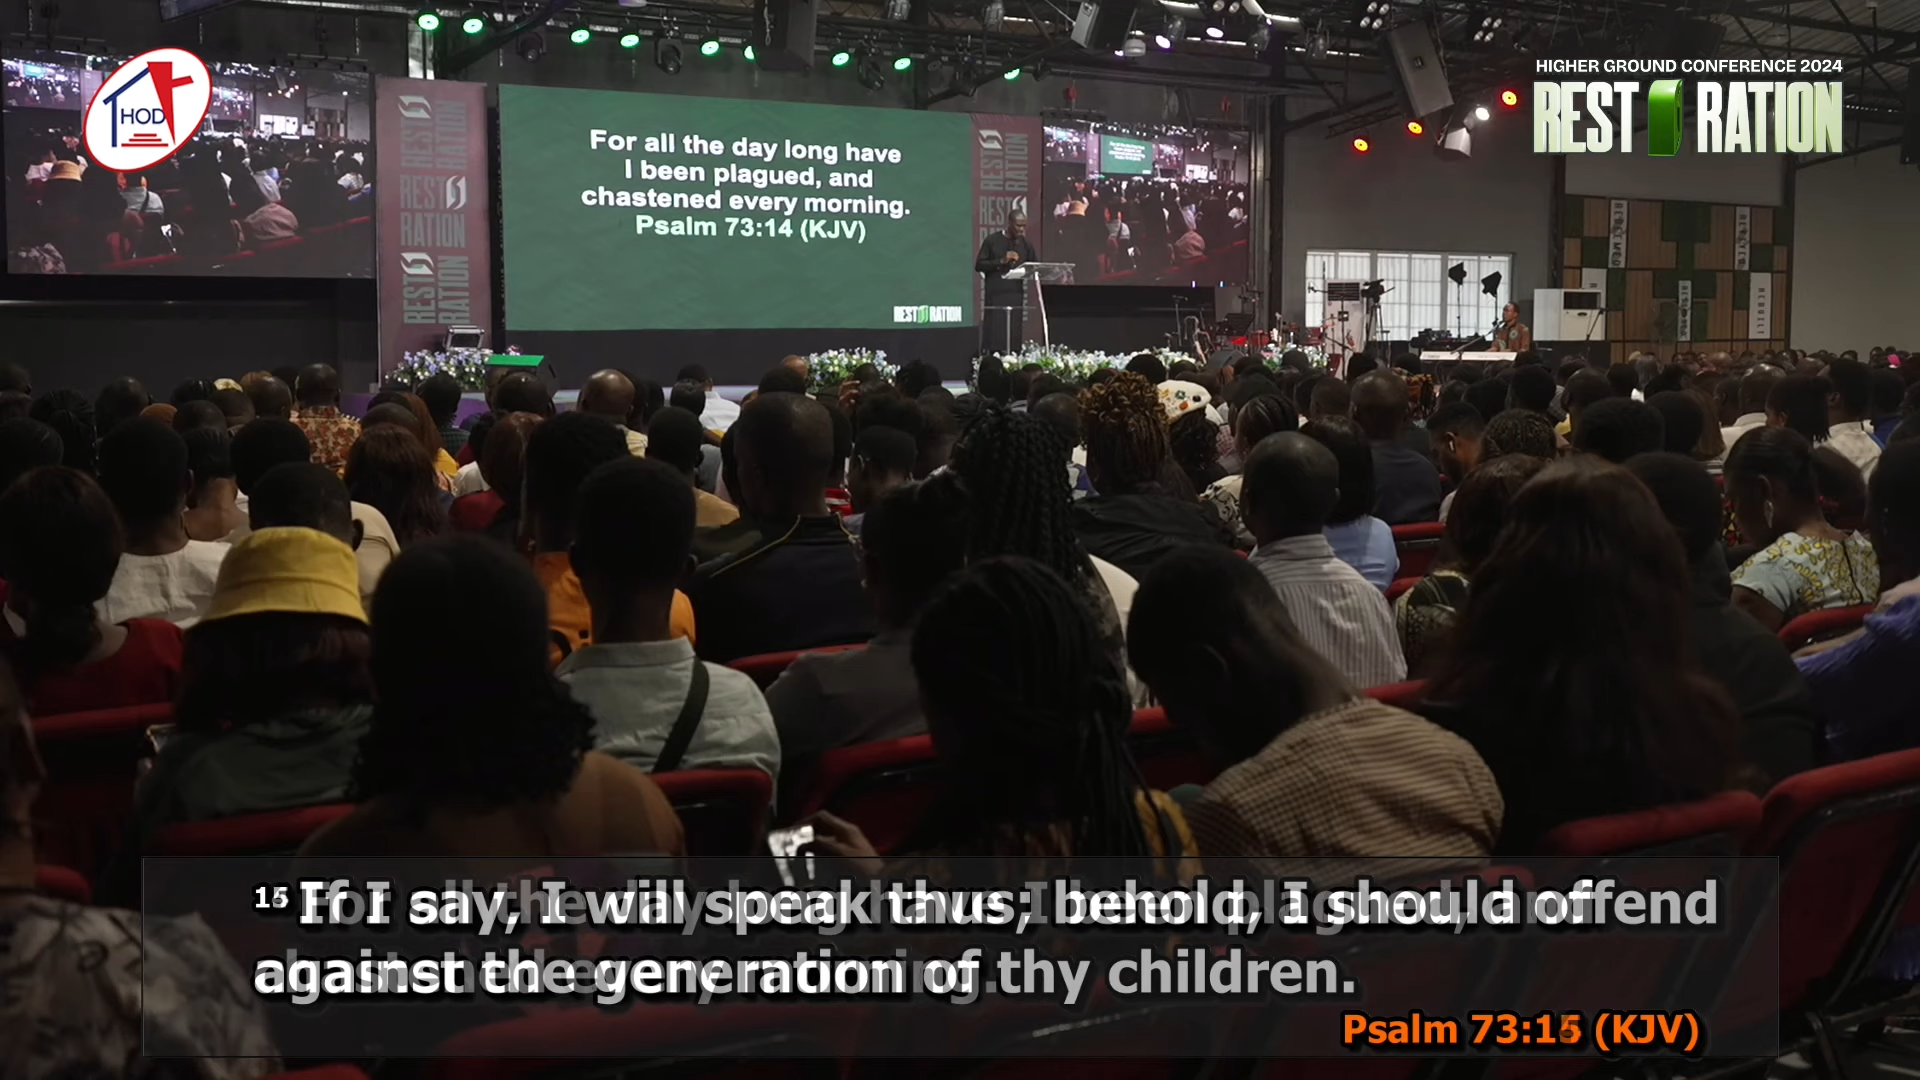 HOD
HIGHER GROUND CONFERENCE 2024
RESTORATION
For all the day long have
I been plagued, and
chastened every morning.
Psalm 73:14 (KJV)
RESTORATION
REST
RATION
15 If I say, I will speak thus; behold, I should offend
against the generation of thy children.
Psalm 73:15 (KJV)